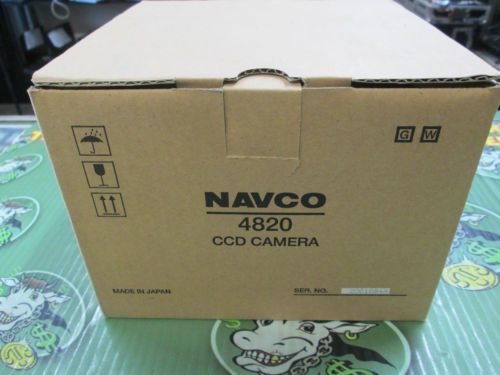 G W
NAVCO
4820
CCD CAMERA
MADE IN JAPAN
SER. NO.